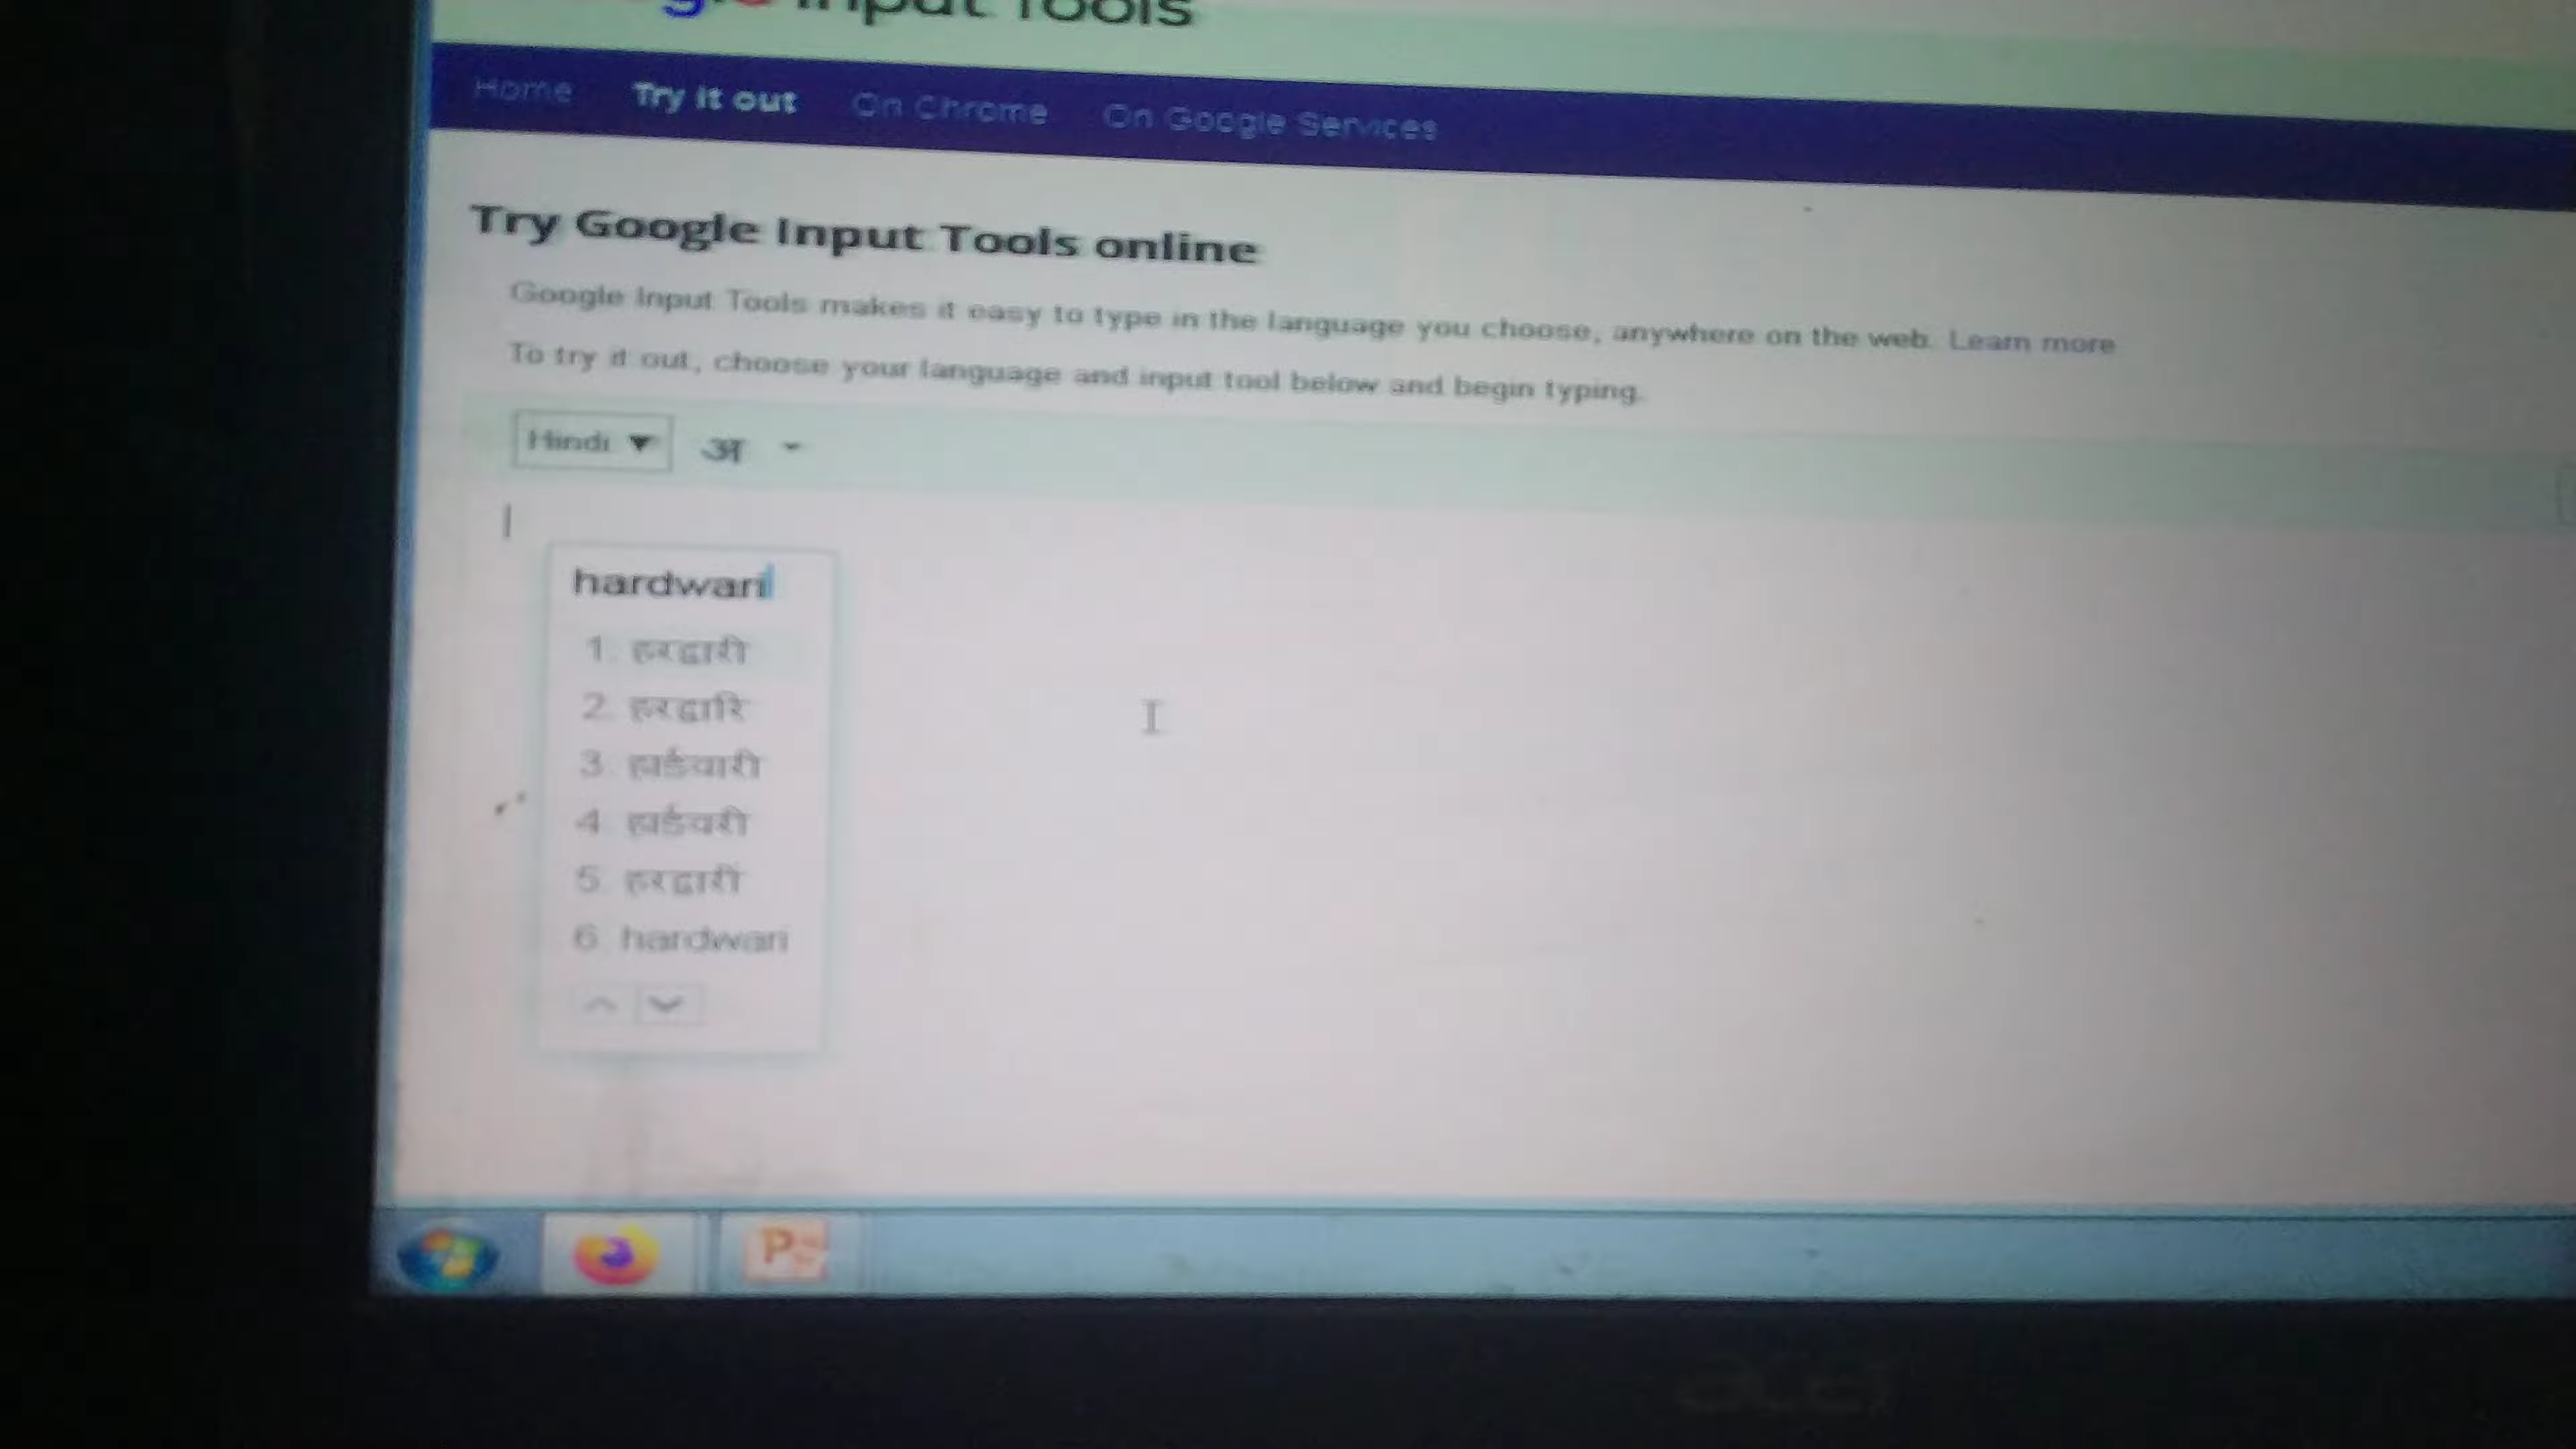 Input Tools
Home Try it out On Chrome On Google Services
Try Google Input Tools online
Google Input Tools makes it easy to type in the language you choose, anywhere on the web. Learn more
To try it out, choose your language and input tool below and begin typing.
Hindi ▼ अ
hardwari
1. हरद्वारी
2. हरद्वारि
3. हार्डवारी
4. हार्डवरी
5. हरद्वारीं
6. hardwari
acer